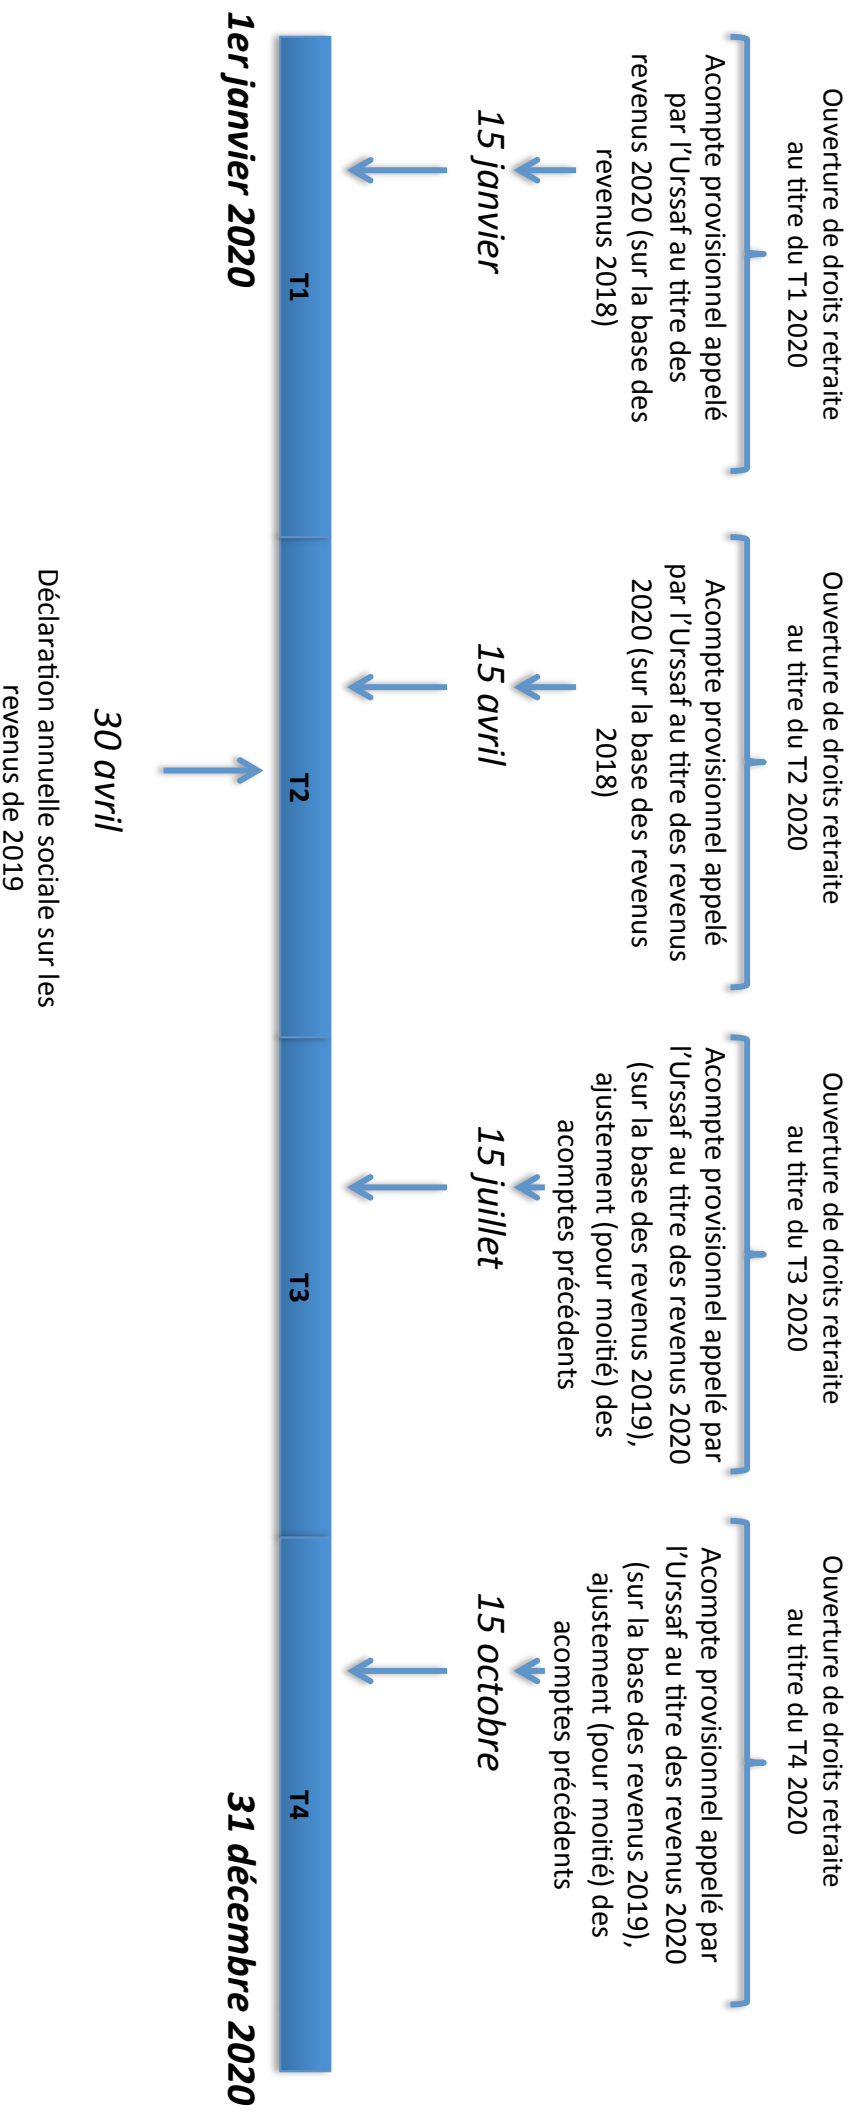 Ouverture de droits retraite
au titre du T1 2020
Acompte provisionnel appelé
par l'Urssaf au titre des
revenus 2020 (sur la base des
revenus 2018)
15 janvier
Ouverture de droits retraite
au titre du T2 2020
Acompte provisionnel appelé
par l'Urssaf au titre des revenus
2020 (sur la base des revenus
2018)
15 avril
Ouverture de droits retraite
au titre du T3 2020
Acompte provisionnel appelé par
l'Urssaf au titre des revenus 2020
(sur la base des revenus 2019),
ajustement (pour moitié) des
acomptes précédents
15 juillet
Ouverture de droits retraite
au titre du T4 2020
Acompte provisionnel appelé par
l'Urssaf au titre des revenus 2020
(sur la base des revenus 2019),
ajustement (pour moitié) des
acomptes précédents
15 octobre
T1
T2
T3
T4
1er janvier 2020
31 décembre 2020
30 avril
Déclaration annuelle sociale sur les
revenus de 2019